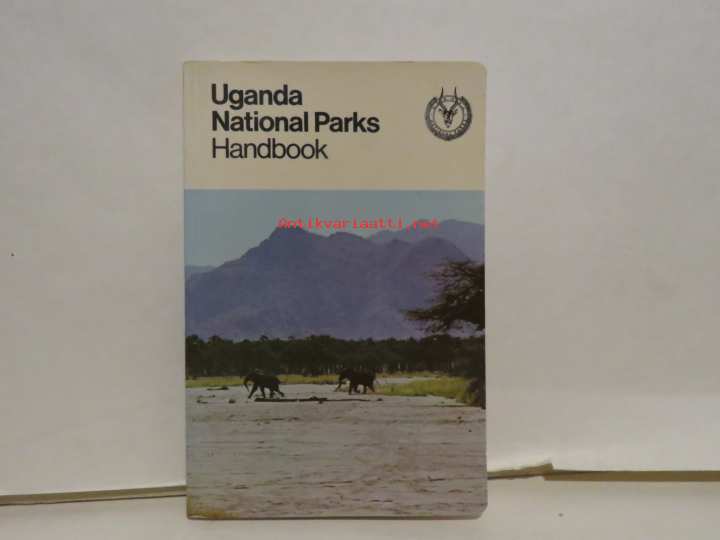 Uganda
National Parks
Handbook
Antikvariaatti.net